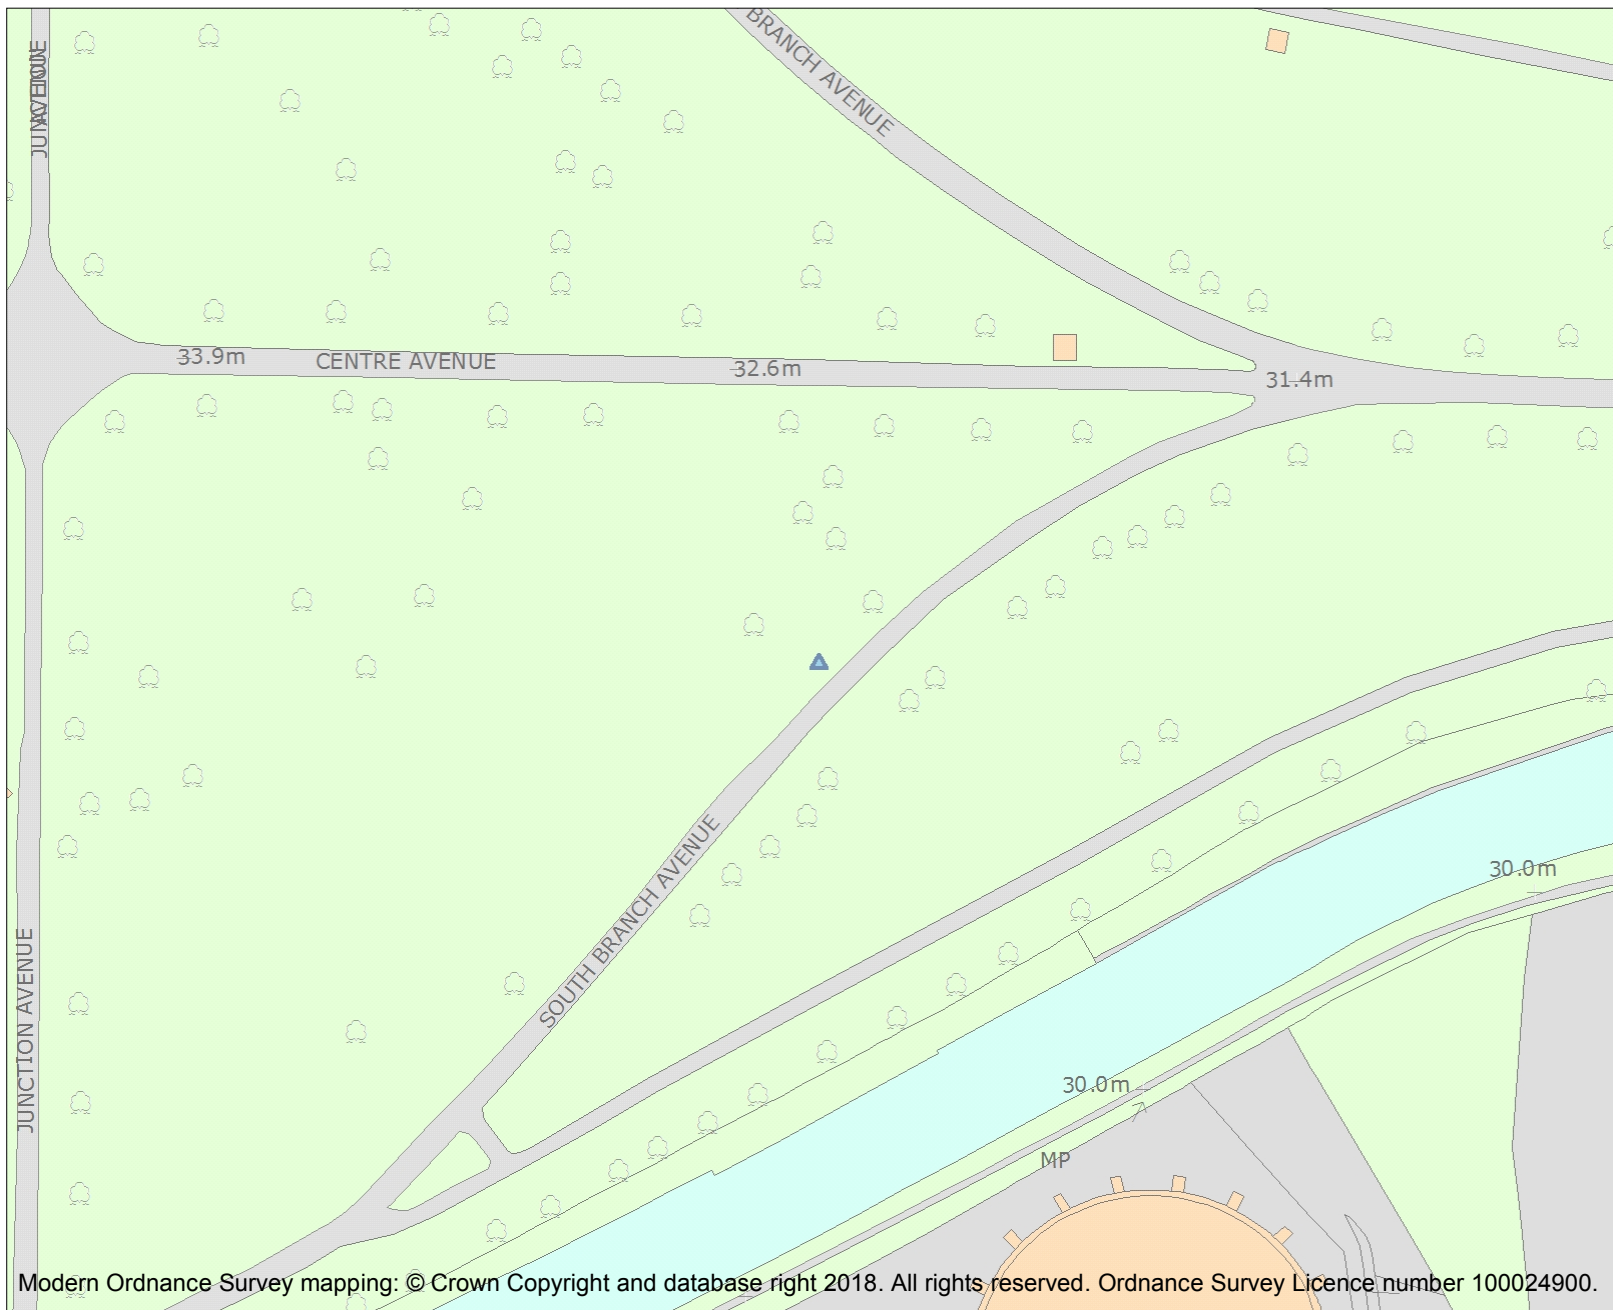 BRANCH AVENUE
JUNCTION
AVENUE
33.9m
CENTRE AVENUE
32.6m
31.4m
SOUTH BRANCH AVENUE
30.0m
JUNCTION AVENUE
30.0m
MP
Modern Ordnance Survey mapping: © Crown Copyright and database right 2018. All rights reserved. Ordnance Survey Licence number 100024900.